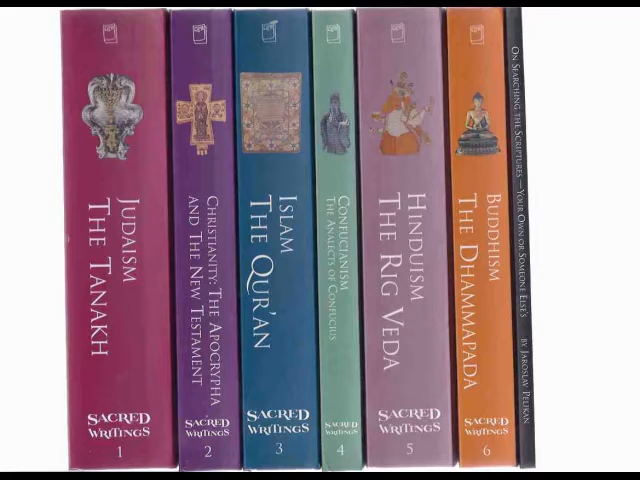 JUDAISM
THE TANAKH
SACRED
WRITINGS
1
CHRISTIANITY: THE APOCRYPHA
AND THE NEW TESTAMENT
SACRED
WRITINGS
2
ISLAM
THE QUR'AN
SACRED
WRITINGS
3
CONFUCIANISM
THE ANALECTS OF CONFUCIUS
SACRED
WRITINGS
4
HINDUISM
THE RIG VEDA
SACRED
WRITINGS
5
BUDDHISM
THE DHAMMAPADA
SACRED
WRITINGS
6
ON SEARCHING THE SCRIPTURES—YOUR OWN OR SOMEONE ELSE'S BY JAROSLAV PELIKAN